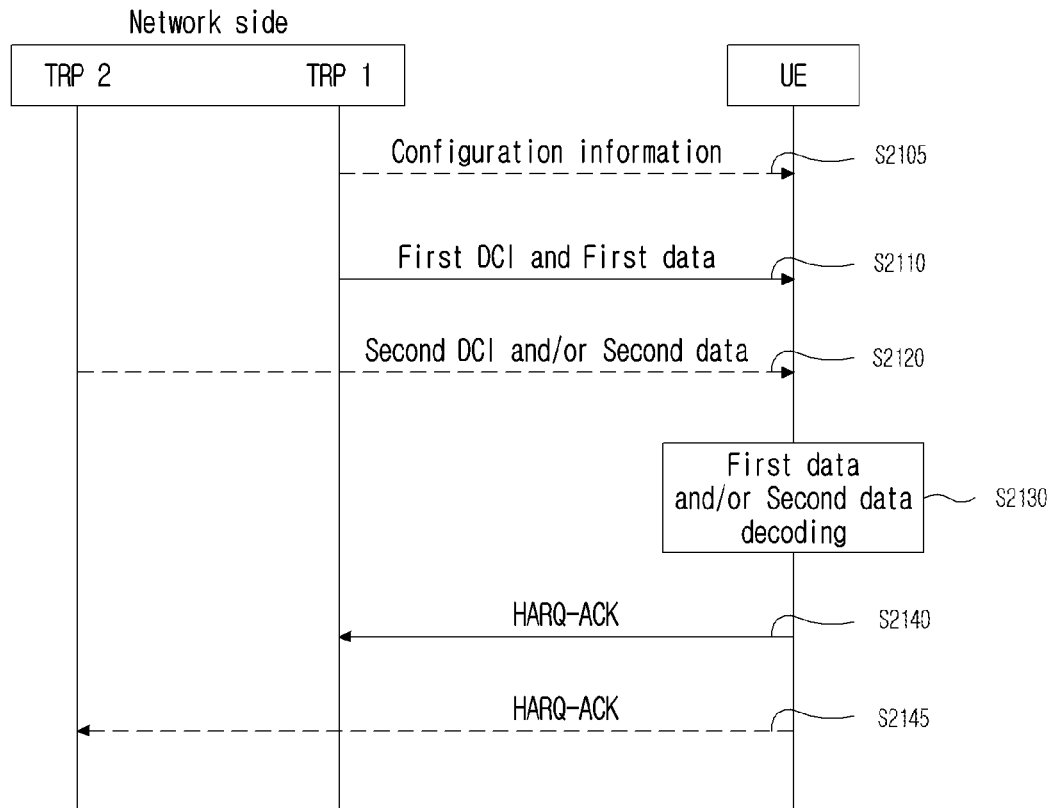 Network side
TRP 2
TRP 1
UE
Configuration information
S2105
First DCI and First data
S2110
Second DCI and/or Second data
S2120
First data
and/or Second data
decoding
S2130
HARQ-ACK
S2140
HARQ-ACK
S2145